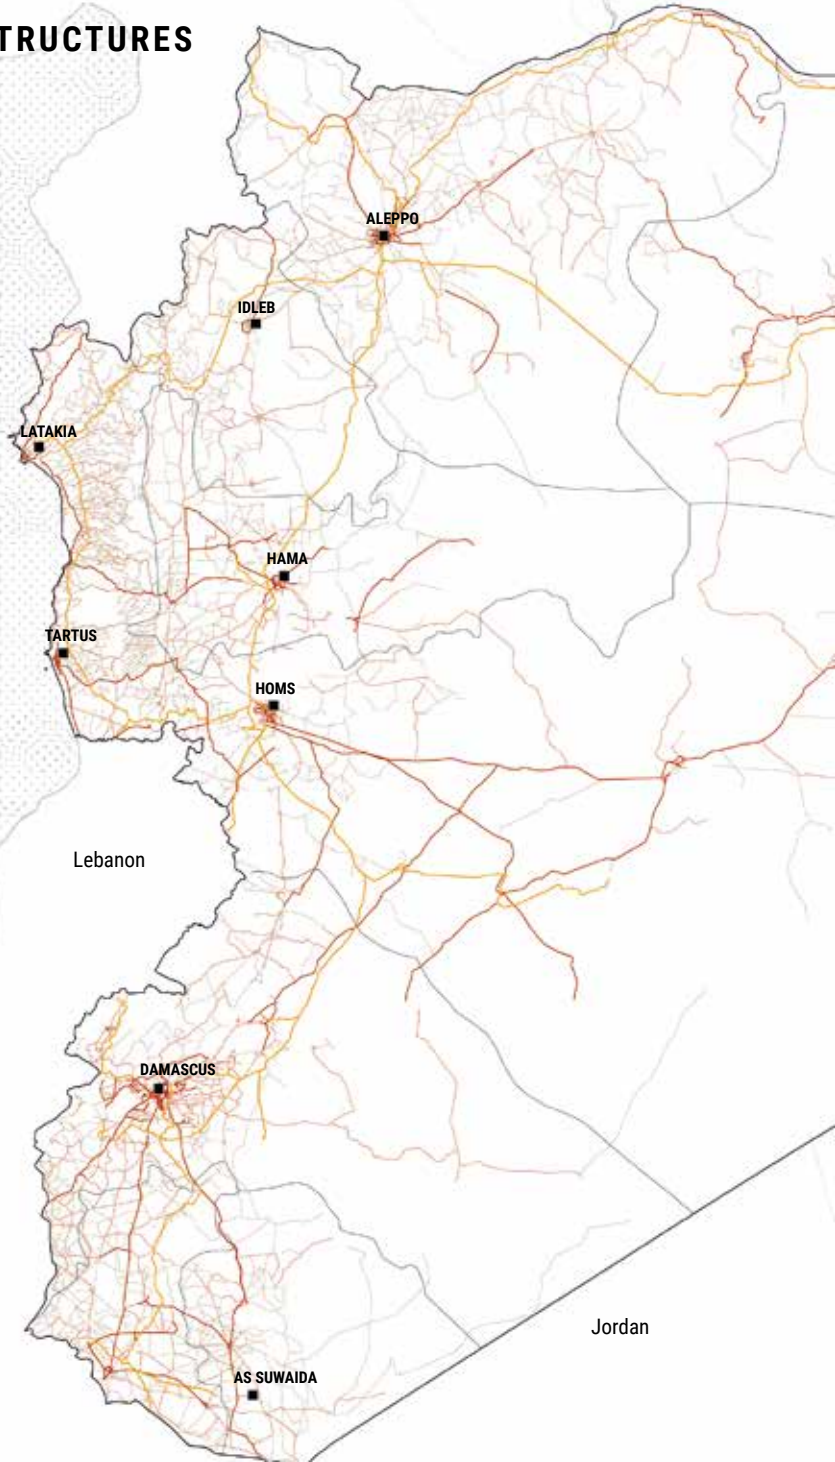 TRUCTURES
ALEPPO
IDLEB
LATAKIA
HAMA
TARTUS
HOMS
Lebanon
DAMASCUS
Jordan
AS SUWAIDA